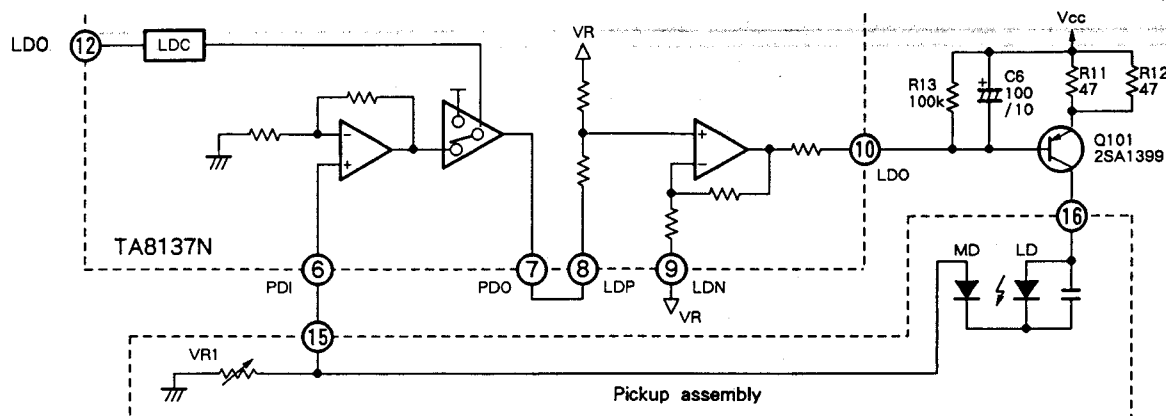 Vcc
VR
LDO
12
LDC
R13
100k
+
C6
100
/10
R11
47
R12
47
-
+
+
-
10
LDO
Q101
2SA1399
16
TA8137N
6
7
8
9
PDI
PDO
LDP
LDN
VR
MD
LD
15
VR1
Pickup assembly